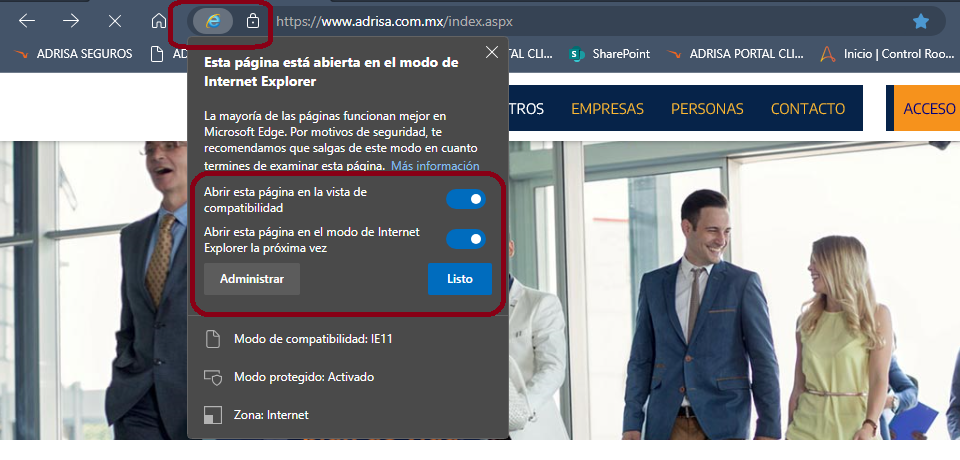 https://www.adrisa.com.mx/index.aspx
ADRISA SEGUROS
AD
TAL CLI...
SharePoint
ADRISA PORTAL CLI...
Inicio | Control Roo...
Esta página está abierta en el modo de
Internet Explorer
La mayoría de las páginas funcionan mejor en
Microsoft Edge. Por motivos de seguridad, te
recomendamos que salgas de este modo en cuanto
termines de examinar esta página. Más información
Abrir esta página en la vista de
compatibilidad
Abrir esta página en el modo de Internet
Explorer la próxima vez
Administrar
Listo
Modo de compatibilidad: IE11
Modo protegido: Activado
Zona: Internet
OTROS
EMPRESAS
PERSONAS
CONTACTO
ACCESO